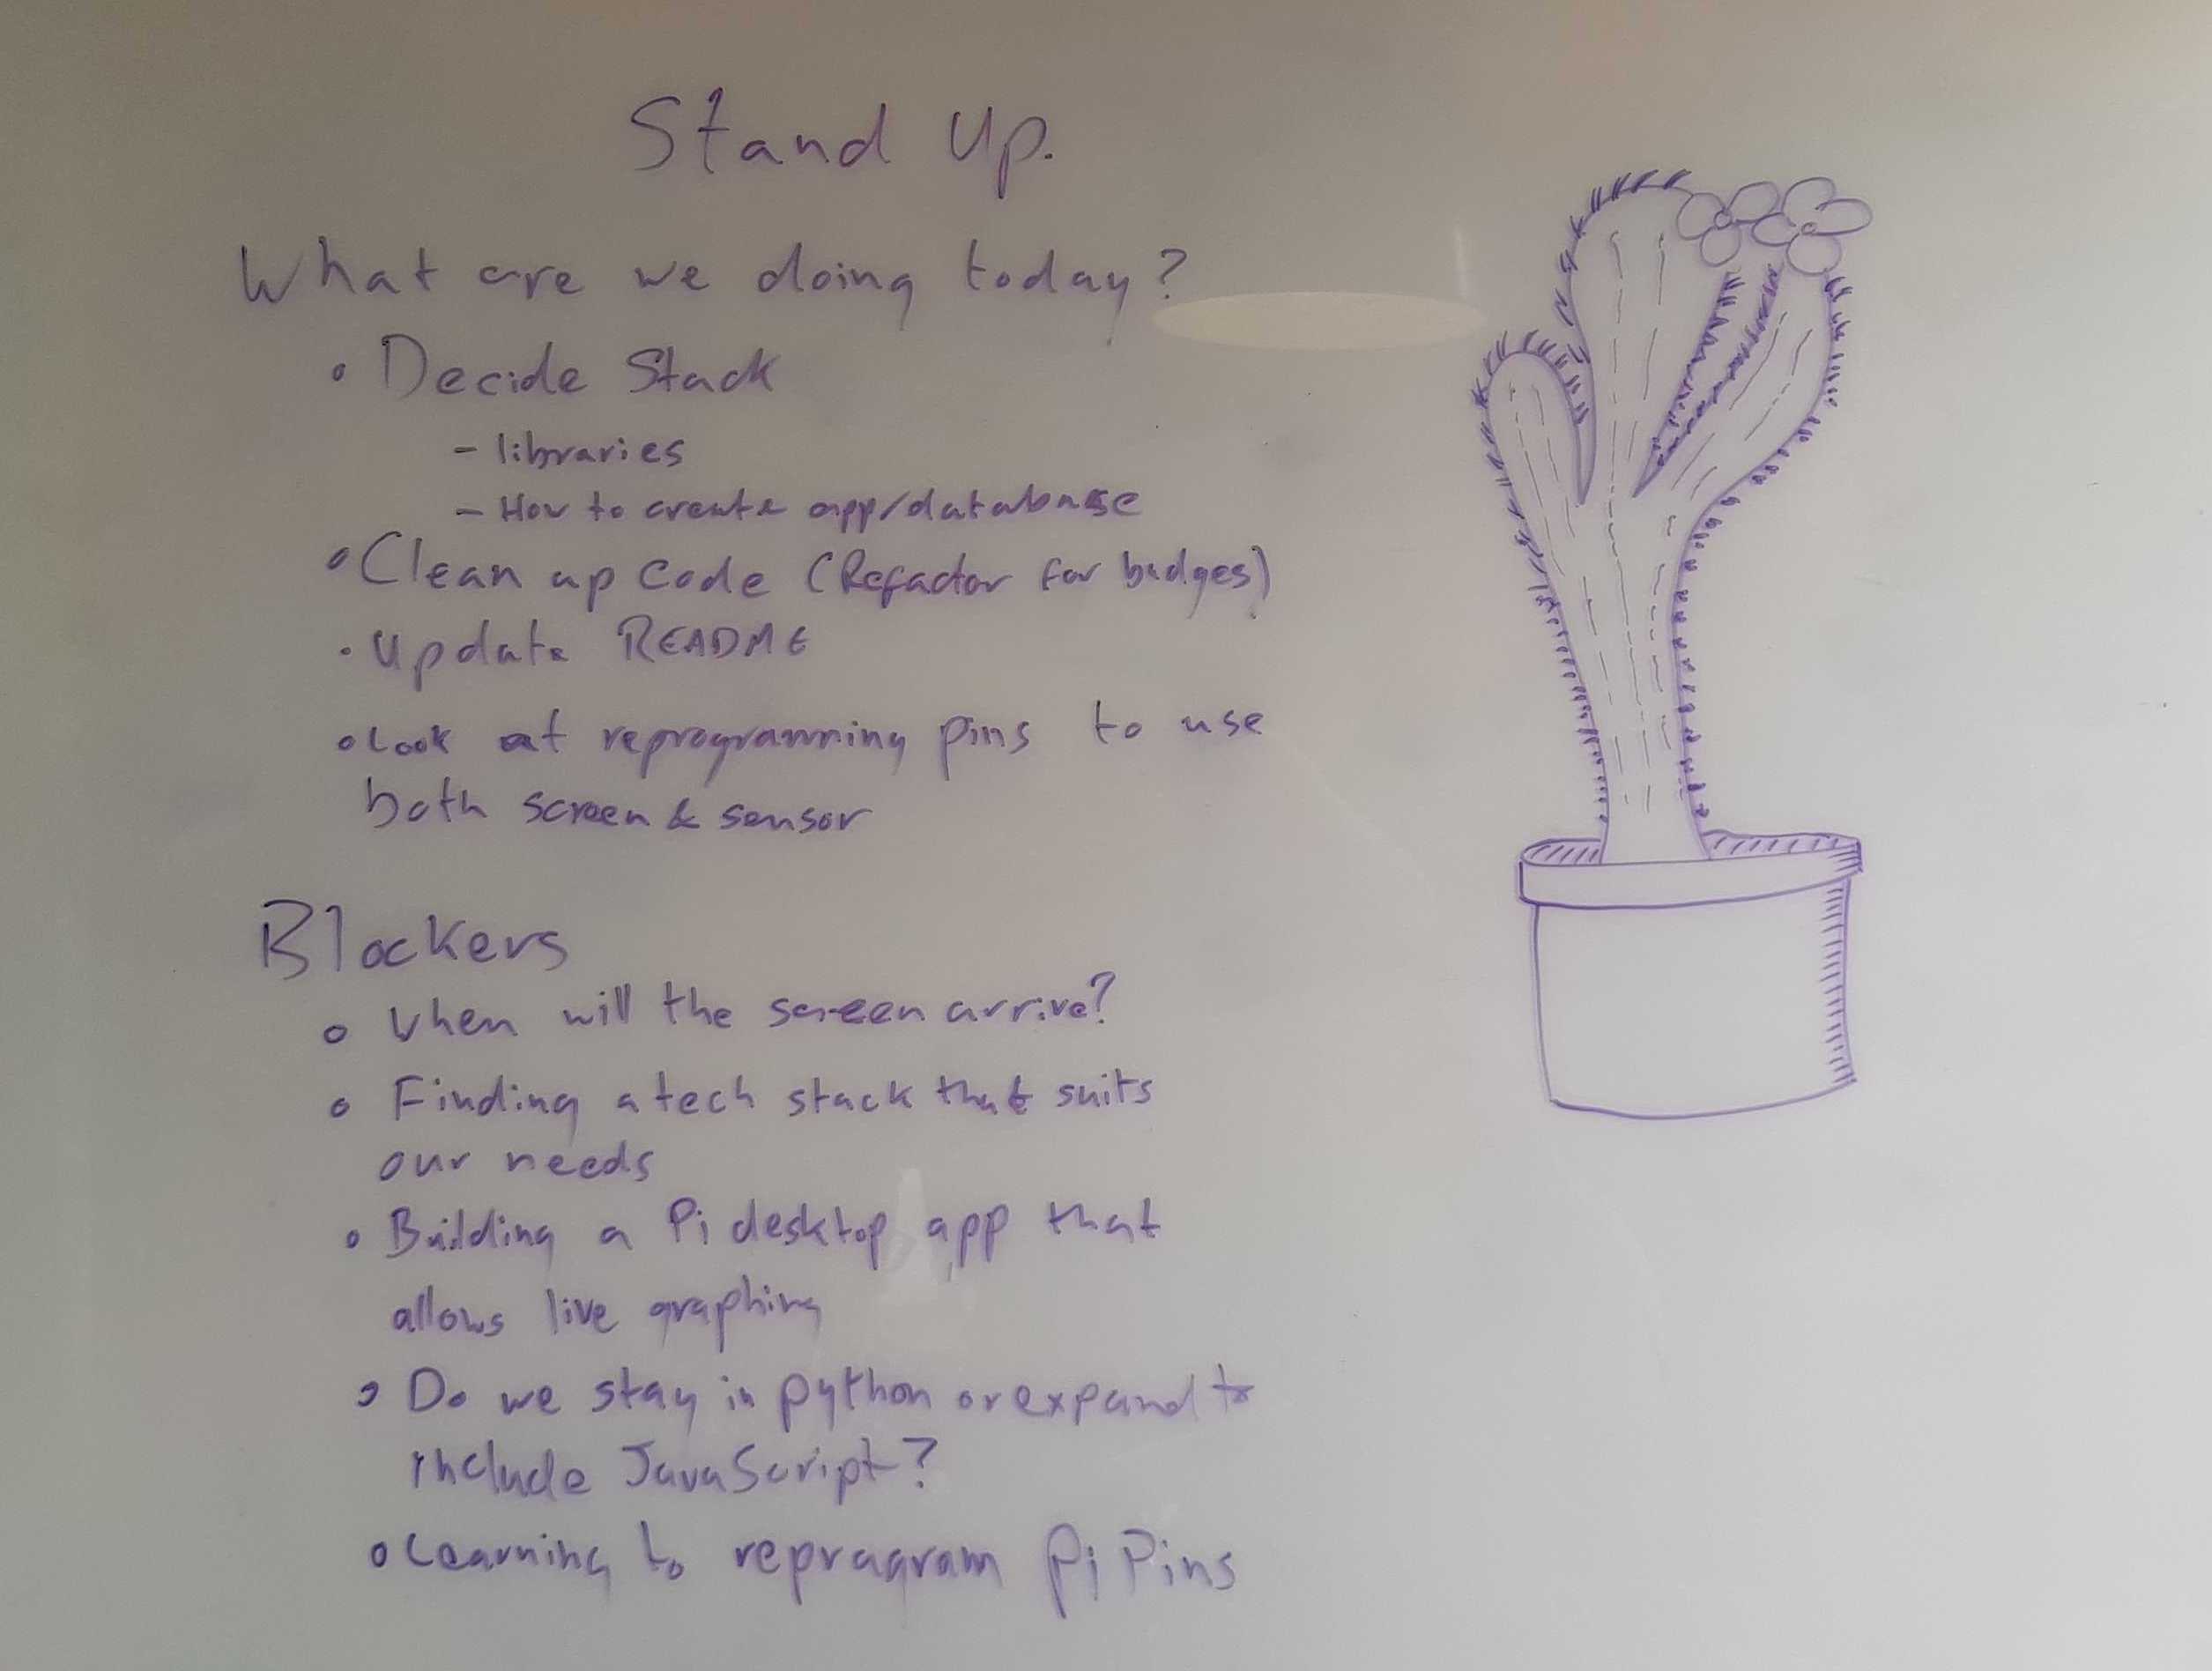 Stand Up.
What are we doing today?
• Decide Stack
- libraries
- How to create app/database
• Clean up Code (Refactor for badges)
• Update README
• Look at reprogramming pins to use
both screen & sensor
Blockers
• When will the screen arrive?
• Finding a tech stack that suits
our needs
• Building a Pi desktop app that
allows live graphing
• Do we stay in python or expand to
include JavaScript?
• Learning to reprogram Pi Pins